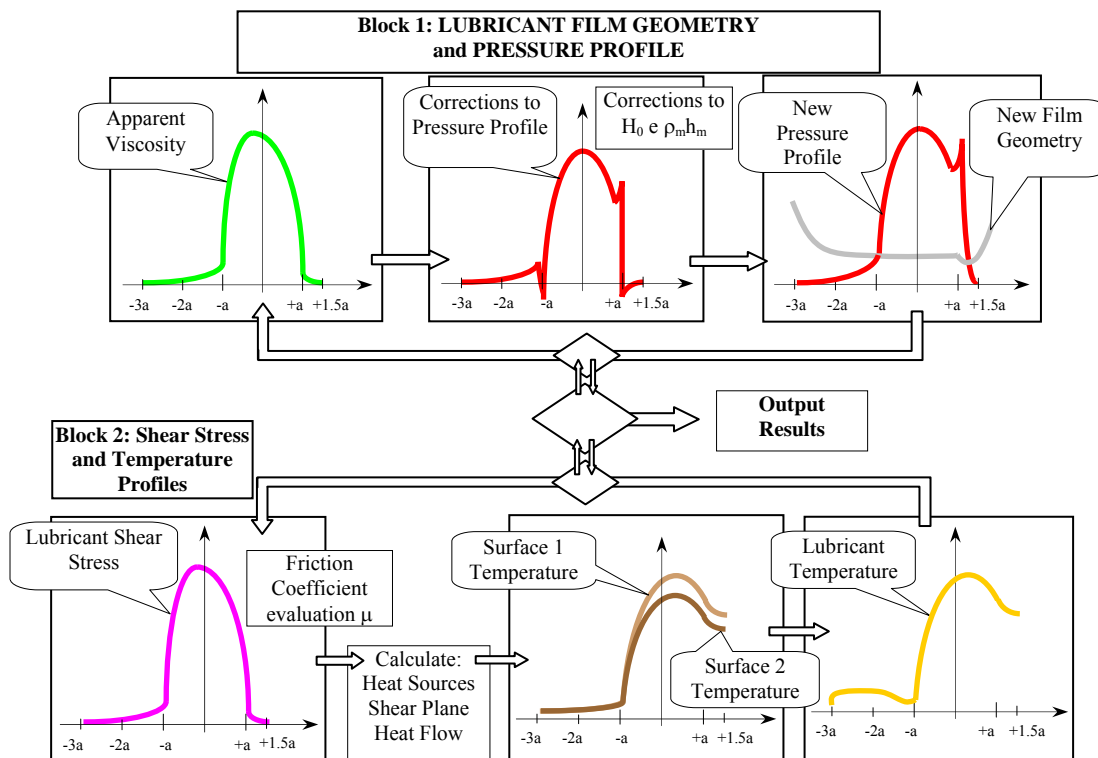 Block 1: LUBRICANT FILM GEOMETRY
and PRESSURE PROFILE
Apparent
Viscosity
-3a
-2a
-a
+a
+1.5a
Corrections to
Pressure Profile
Corrections to
H₀ e ρₘhₘ
-3a
-2a
-a
+a
+1.5a
New
Pressure
Profile
New Film
Geometry
-3a
-2a
-a
+a
+1.5a
Output
Results
Block 2: Shear Stress
and Temperature
Profiles
Lubricant Shear
Stress
Friction
Coefficient
evaluation μ
-3a
-2a
-a
+a
+1.5a
Calculate:
Heat Sources
Shear Plane
Heat Flow
Surface 1
Temperature
Surface 2
Temperature
-3a
-2a
-a
+a
+1.5a
Lubricant
Temperature
-3a
-2a
-a
+a
+1.5a